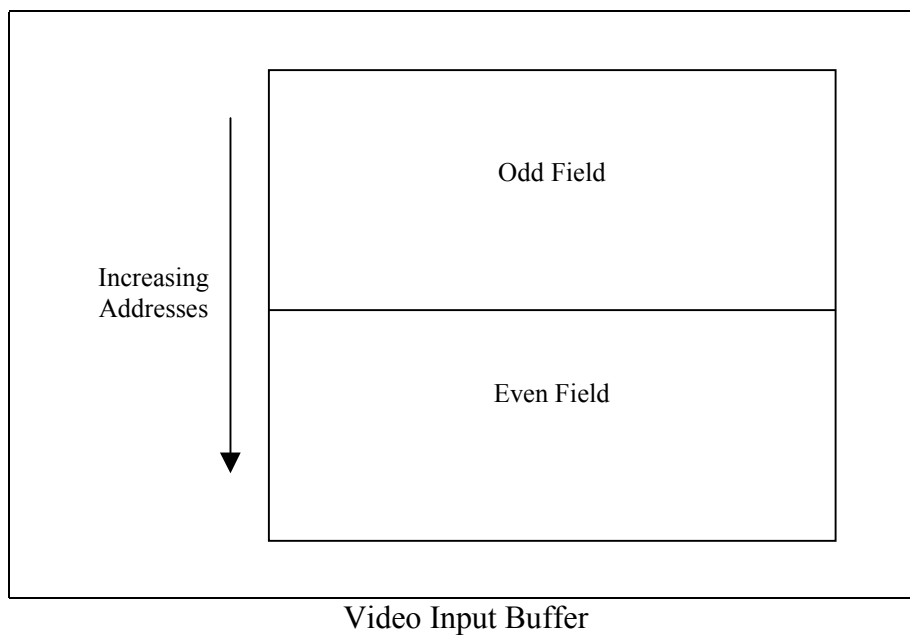 Odd Field
Increasing
Addresses
Even Field
Video Input Buffer